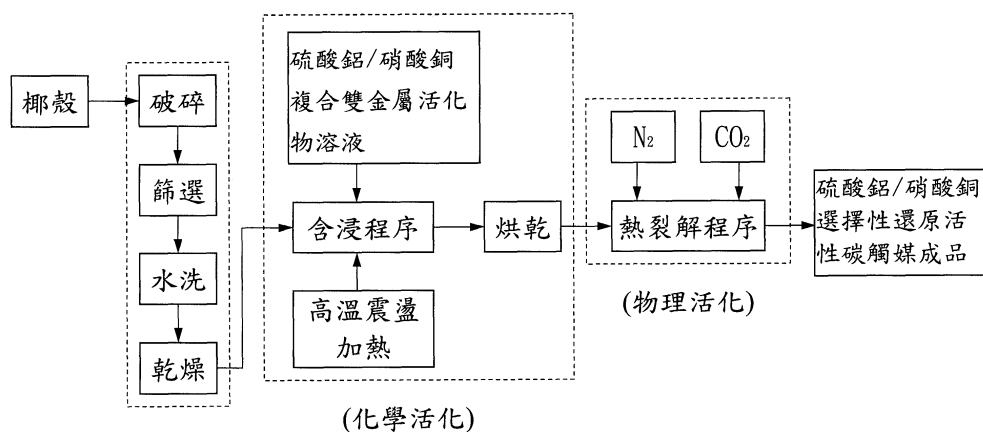 椰殼
破碎
篩選
水洗
乾燥
硫酸鋁/硝酸銅
複合雙金屬活化
物溶液
含浸程序
高溫震盪
加熱
烘乾
(化學活化)
N₂
CO₂
熱裂解程序
(物理活化)
硫酸鋁/硝酸銅
選擇性還原活
性碳觸媒成品